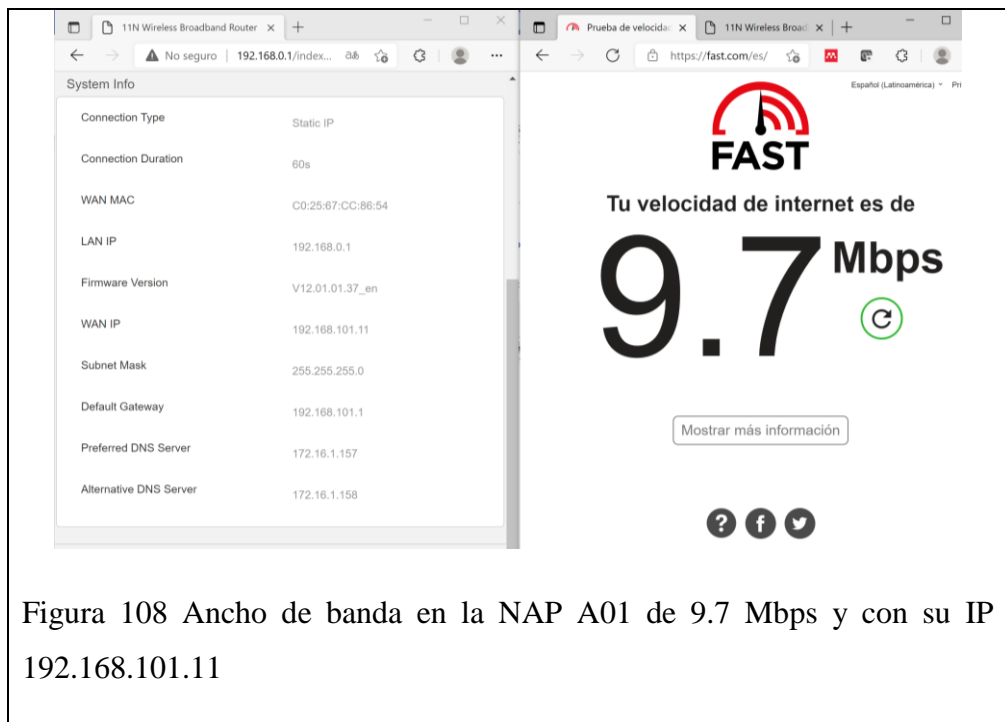 11N Wireless Broadband Router
No seguro | 192.168.0.1/index...
System Info
Connection Type Static IP
Connection Duration 60s
WAN MAC C0:25:67:CC:86:54
LAN IP 192.168.0.1
Firmware Version V12.01.01.37_en
WAN IP 192.168.101.11
Subnet Mask 255.255.255.0
Default Gateway 192.168.101.1
Preferred DNS Server 172.16.1.157
Alternative DNS Server 172.16.1.158
Prueba de velocidad 11N Wireless Broad
https://fast.com/es/
Español (Latinoamérica) Pri
FAST
Tu velocidad de internet es de
9.7 Mbps
Mostrar más información
Figura 108 Ancho de banda en la NAP A01 de 9.7 Mbps y con su IP
192.168.101.11